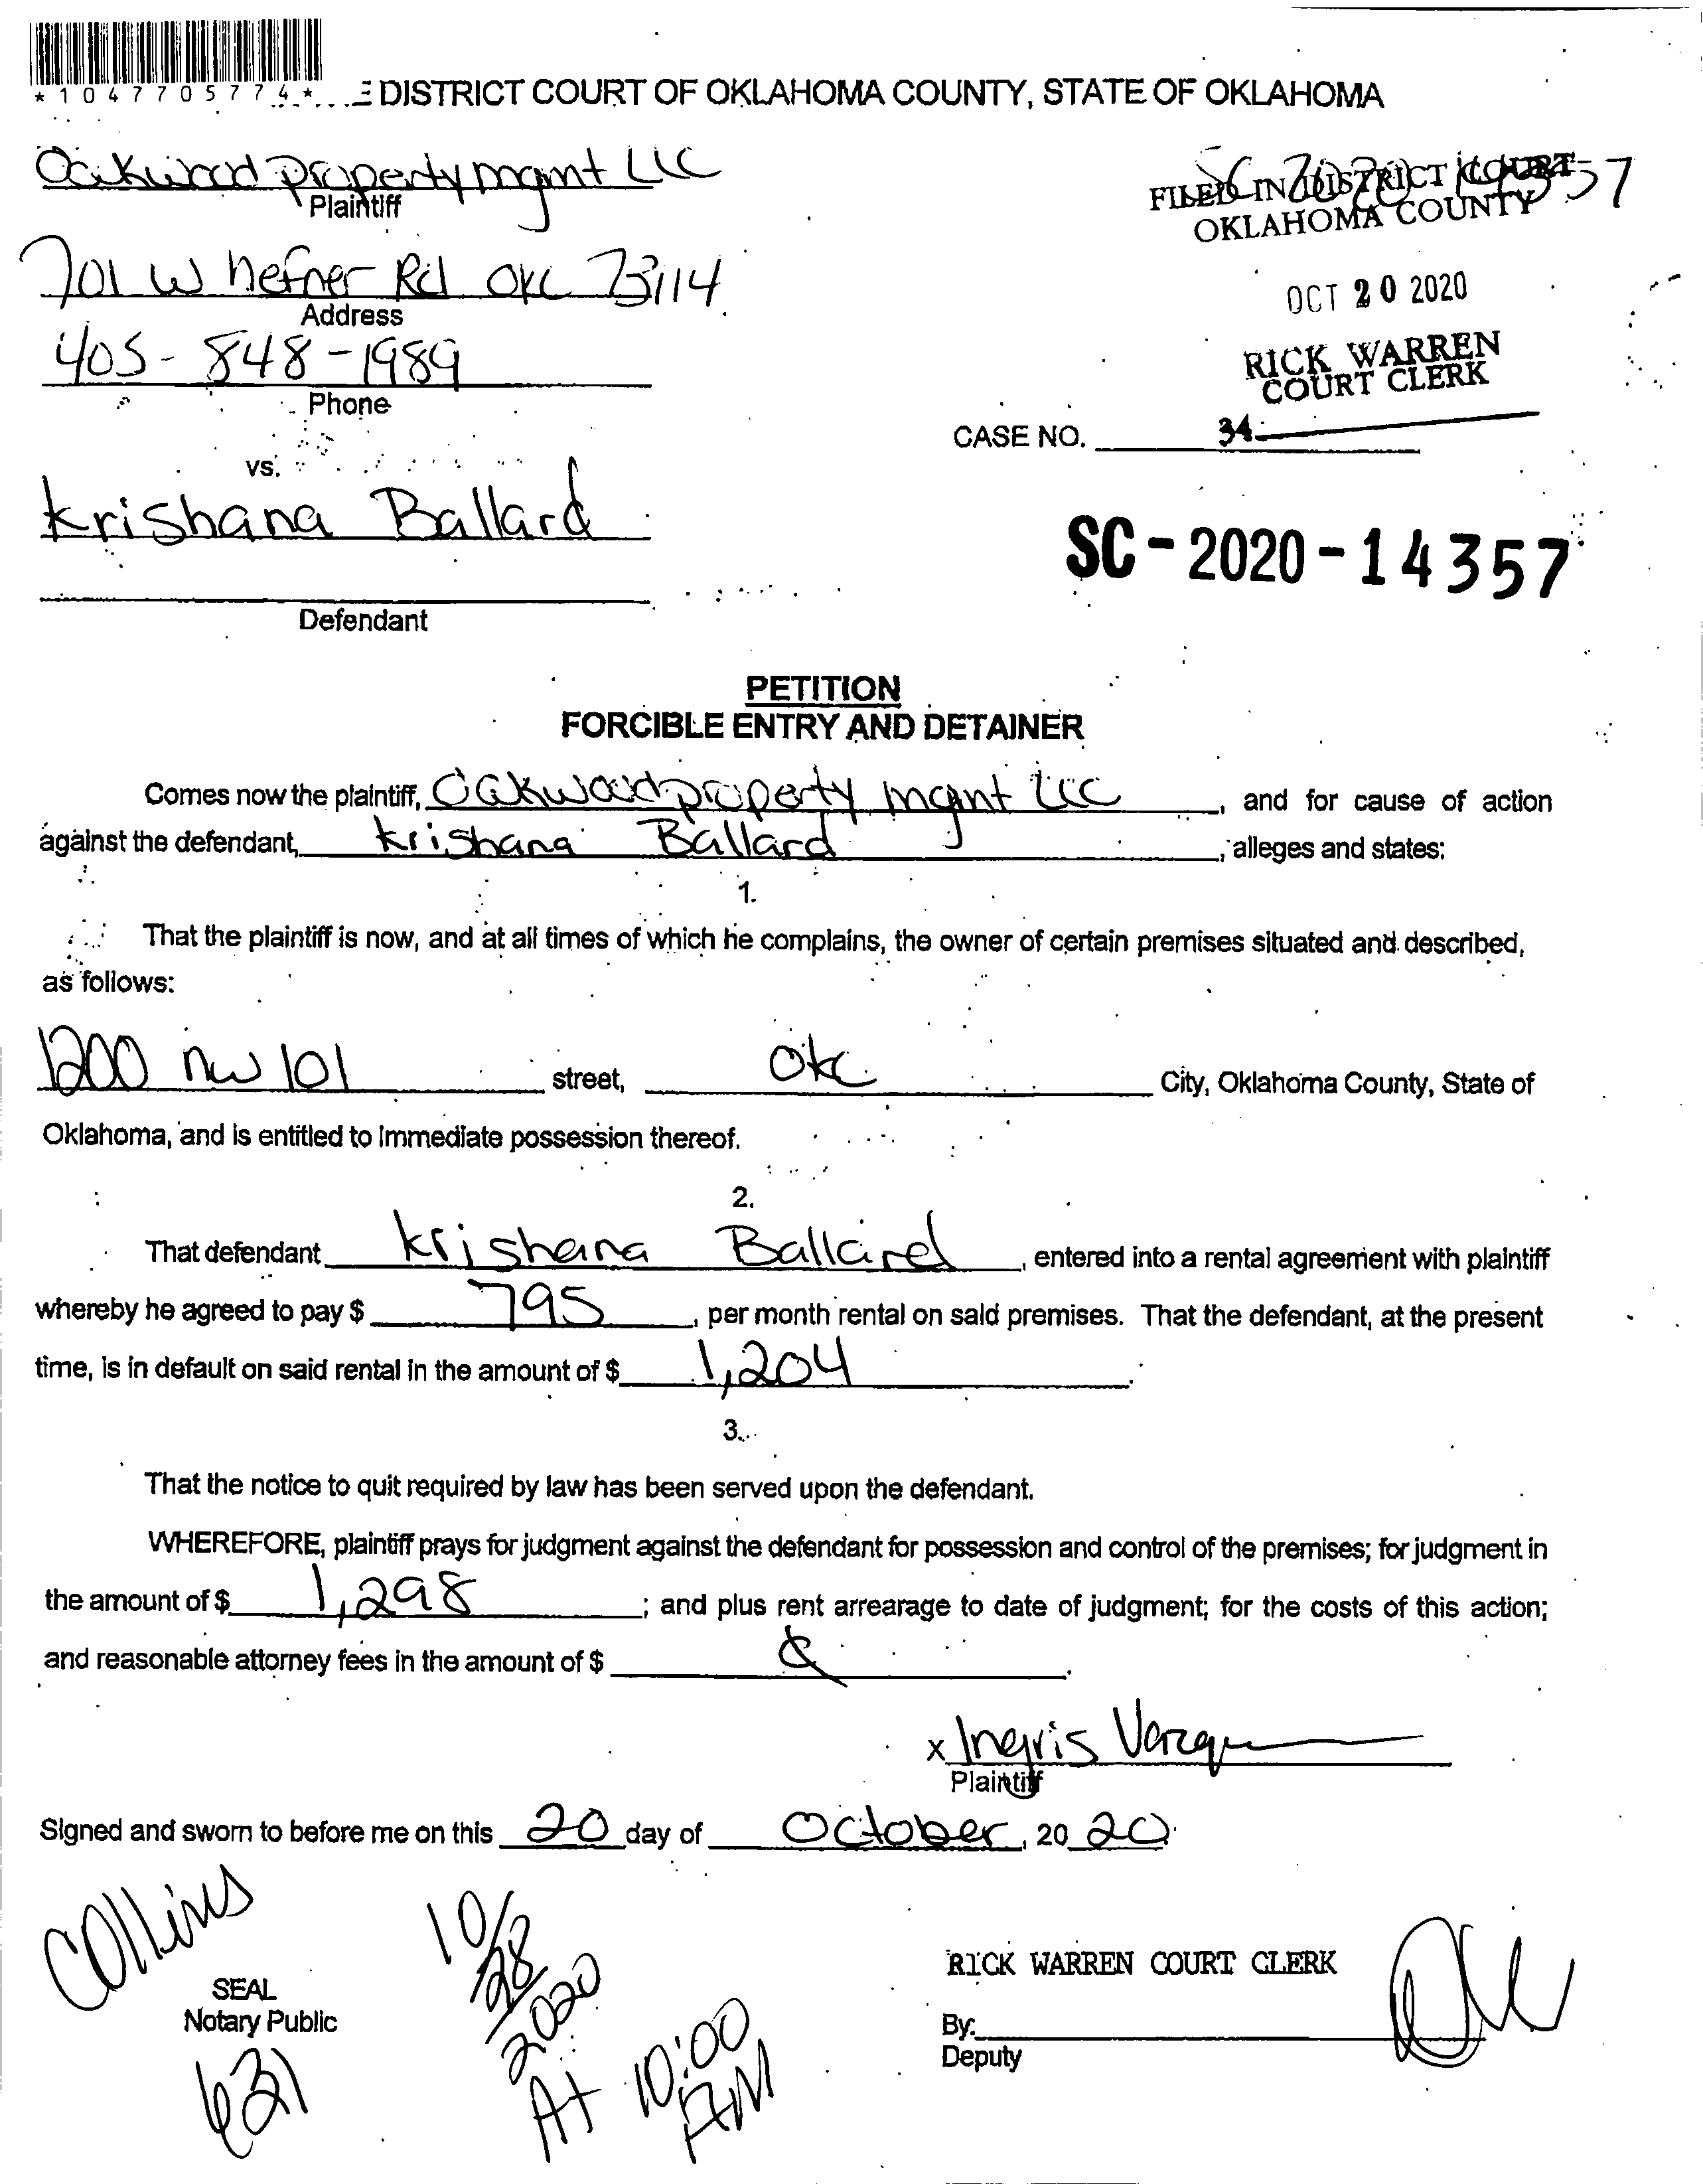 *1047705774* E DISTRICT COURT OF OKLAHOMA COUNTY, STATE OF OKLAHOMA
Oakwood property mgmt LLC
Plaintiff
SC 2020 14357
FILED IN DISTRICT COURT
OKLAHOMA COUNTY
701 W hefner Rd OKC 73114
Address
OCT 20 2020
405-848-1989
Phone
RICK WARREN
COURT CLERK
CASE NO. 34
vs.
Krishana Ballard
SC-2020-14357
Defendant
PETITION
FORCIBLE ENTRY AND DETAINER
Comes now the plaintiff, Oakwood property mgmt LLC, and for cause of action
against the defendant, Krishana Ballard, alleges and states:
1.
That the plaintiff is now, and at all times of which he complains, the owner of certain premises situated and described,
as follows:
1200 nw 101 street, okc City, Oklahoma County, State of
Oklahoma, and is entitled to immediate possession thereof.
2.
That defendant Krishana Ballard, entered into a rental agreement with plaintiff
whereby he agreed to pay $ 795, per month rental on said premises. That the defendant, at the present
time, is in default on said rental in the amount of $ 1,204.
3.
That the notice to quit required by law has been served upon the defendant.
WHEREFORE, plaintiff prays for judgment against the defendant for possession and control of the premises; for judgment in
the amount of $ 1,298; and plus rent arrearage to date of judgment; for the costs of this action;
and reasonable attorney fees in the amount of $
x Ingris
Plaintiff
Signed and sworn to before me on this 20 day of October, 20 20.
Collins
SEAL
Notary Public
631
10/28/2020
At 10:00
AM
RICK WARREN COURT CLERK
By:
Deputy